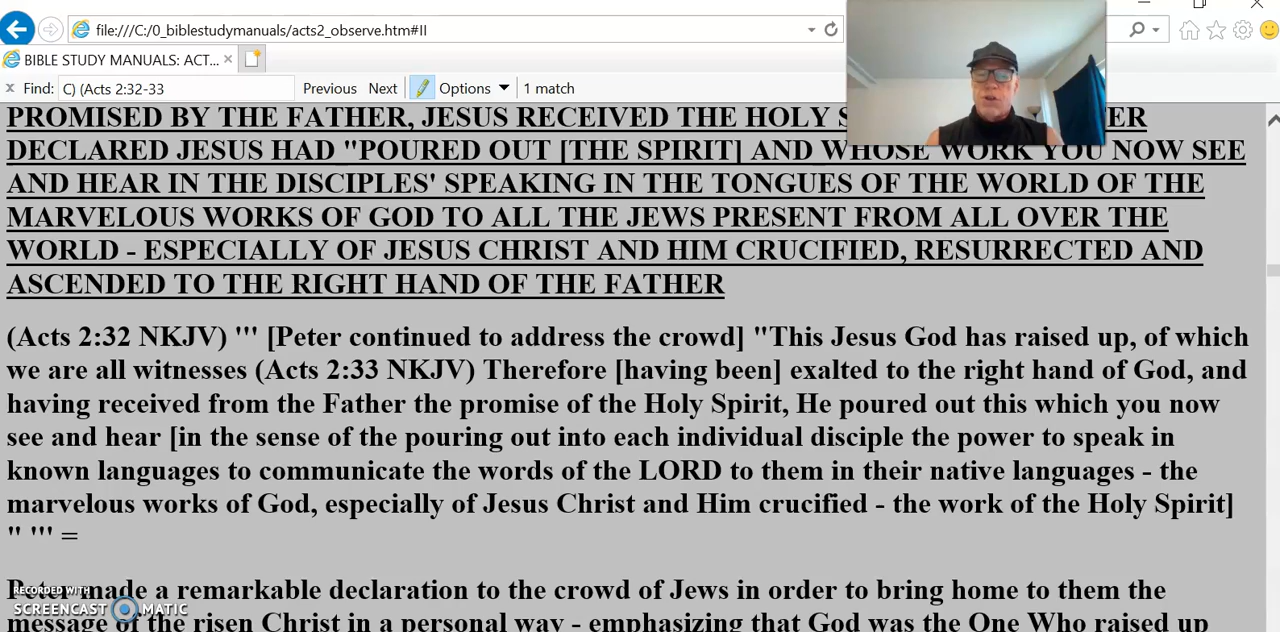 file:///C:/0_biblestudymanuals/acts2_observe.htm#II
BIBLE STUDY MANUALS: ACT...
Find: C) (Acts 2:32-33 Previous Next Options 1 match
PROMISED BY THE FATHER, JESUS RECEIVED THE HOLY
DECLARED JESUS HAD "POURED OUT [THE SPIRIT] AND WHOSE WORK YOU NOW SEE
AND HEAR IN THE DISCIPLES' SPEAKING IN THE TONGUES OF THE WORLD OF THE
MARVELOUS WORKS OF GOD TO ALL THE JEWS PRESENT FROM ALL OVER THE
WORLD - ESPECIALLY OF JESUS CHRIST AND HIM CRUCIFIED, RESURRECTED AND
ASCENDED TO THE RIGHT HAND OF THE FATHER
(Acts 2:32 NKJV) ''' [Peter continued to address the crowd] "This Jesus God has raised up, of which
we are all witnesses (Acts 2:33 NKJV) Therefore [having been] exalted to the right hand of God, and
having received from the Father the promise of the Holy Spirit, He poured out this which you now
see and hear [in the sense of the pouring out into each individual disciple the power to speak in
known languages to communicate the words of the LORD to them in their native languages - the
marvelous works of God, especially of Jesus Christ and Him crucified - the work of the Holy Spirit]
" ''' =
Peter made a remarkable declaration to the crowd of Jews in order to bring home to them the
message of the risen Christ in a personal way - emphasizing that God was the One Who raised up
RECORDED WITH
SCREENCAST MATIC